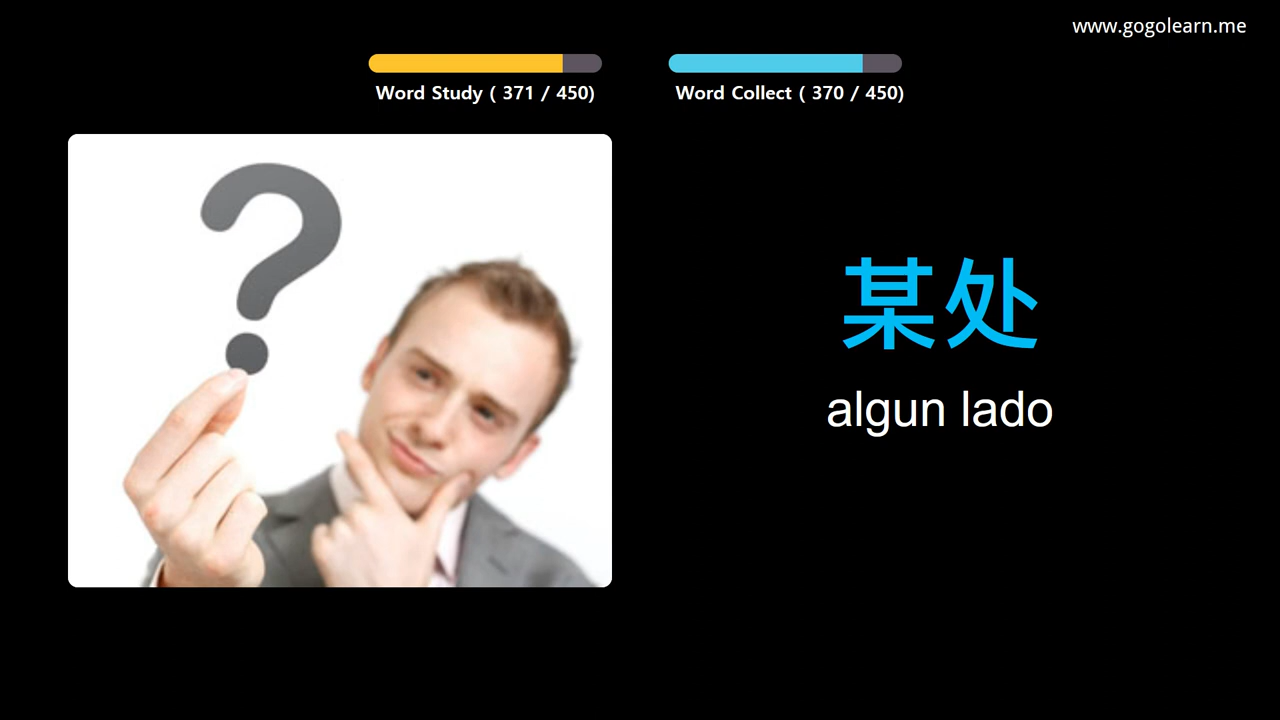 www.gogolearn.me
Word Study ( 371 / 450)
Word Collect ( 370 / 450)
某处
algun lado